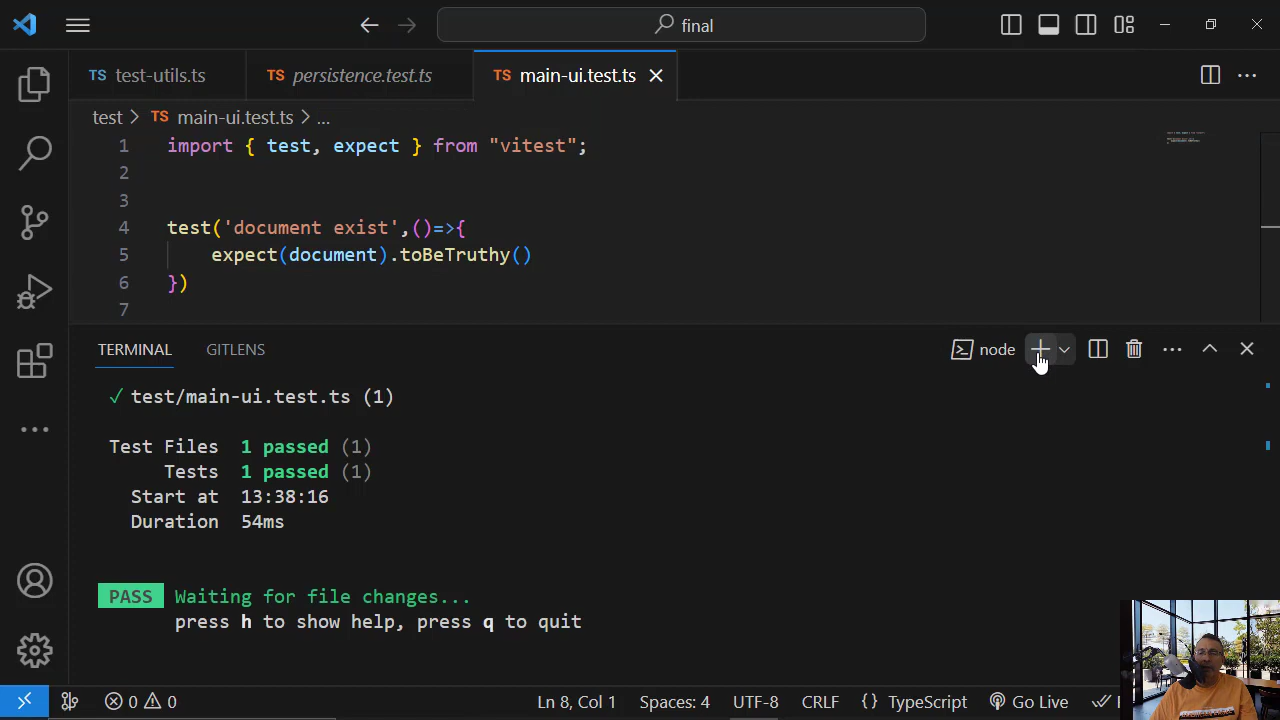 final
TS test-utils.ts
TS persistence.test.ts
TS main-ui.test.ts
test > TS main-ui.test.ts > ...
1 import { test, expect } from "vitest";
2
3
4 test('document exist',()=>{
5 expect(document).toBeTruthy()
6 })
7
TERMINAL GITLENS
node
✓ test/main-ui.test.ts (1)
Test Files 1 passed (1)
Tests 1 passed (1)
Start at 13:38:16
Duration 54ms
PASS Waiting for file changes...
press h to show help, press q to quit
0 0 Ln 8, Col 1 Spaces: 4 UTF-8 CRLF {} TypeScript Go Live